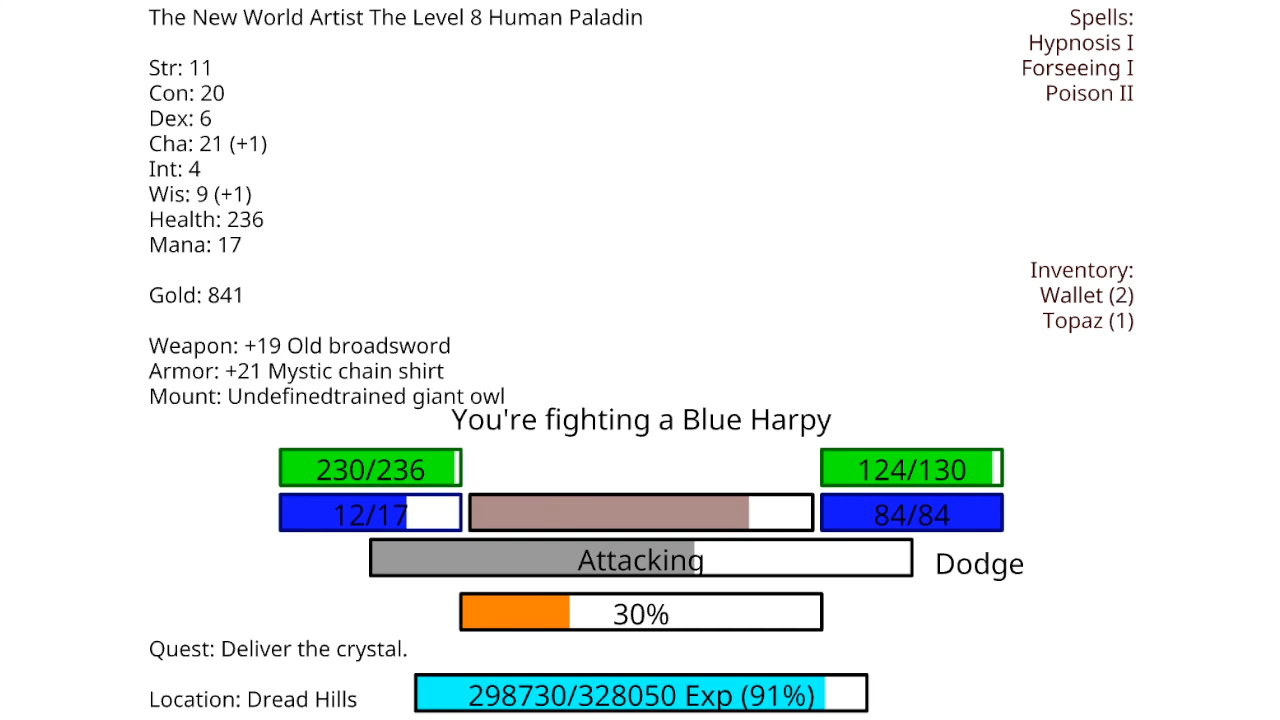 The New World Artist The Level 8 Human Paladin
Str: 11
Con: 20
Dex: 6
Cha: 21 (+1)
Int: 4
Wis: 9 (+1)
Health: 236
Mana: 17
Gold: 841
Weapon: +19 Old broadsword
Armor: +21 Mystic chain shirt
Mount: Undefinedtrained giant owl
Spells:
Hypnosis I
Forseeing I
Poison II
Inventory:
Wallet (2)
Topaz (1)
You're fighting a Blue Harpy
230/236
124/130
12/17
84/84
Attacking
Dodge
30%
Quest: Deliver the crystal.
Location: Dread Hills
298730/328050 Exp (91%)